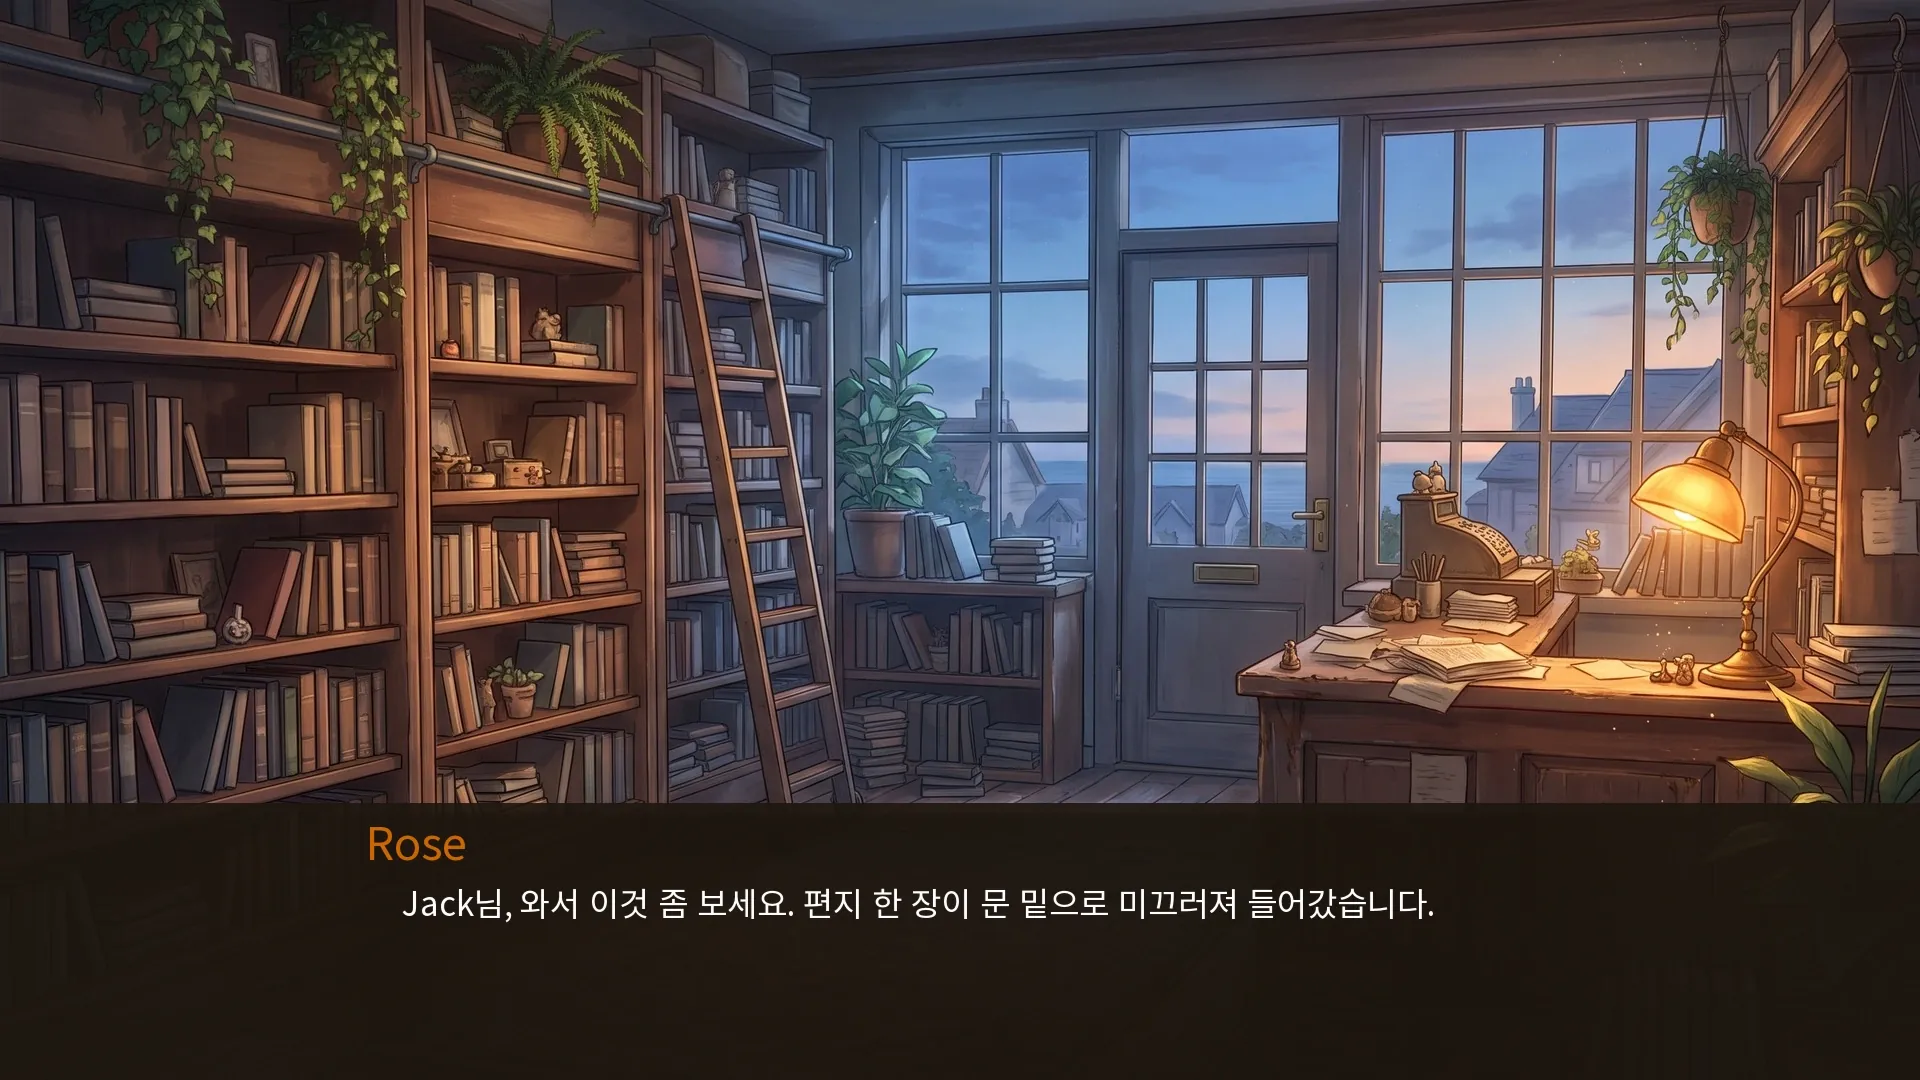 Rose
Jack님, 와서 이것 좀 보세요. 편지 한 장이 문 밑으로 미끄러져 들어갔습니다.